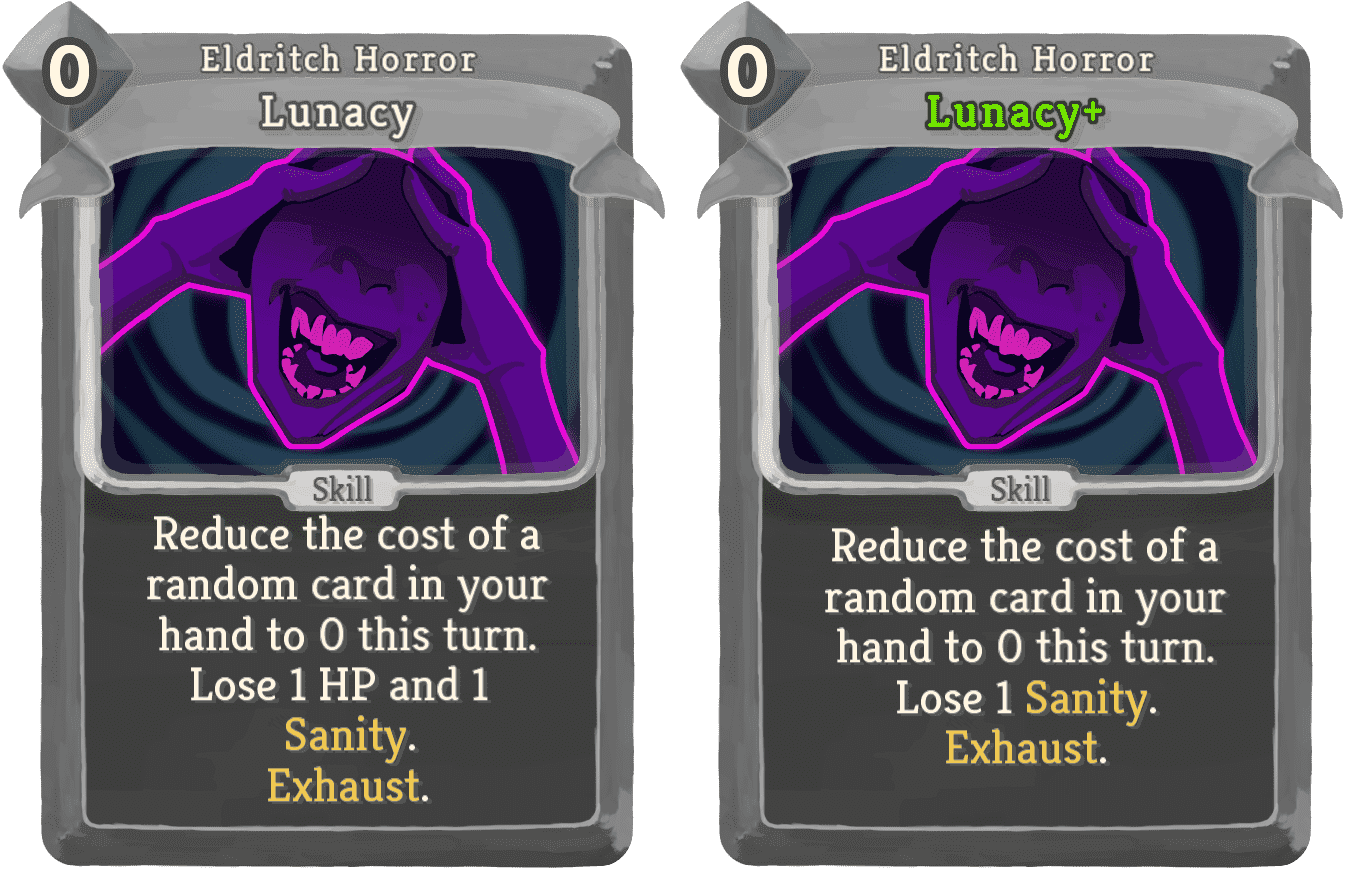 0
Eldritch Horror
Lunacy
Skill
Reduce the cost of a
random card in your
hand to 0 this turn.
Lose 1 HP and 1
Sanity.
Exhaust.
0
Eldritch Horror
Lunacy+
Skill
Reduce the cost of a
random card in your
hand to 0 this turn.
Lose 1 Sanity.
Exhaust.